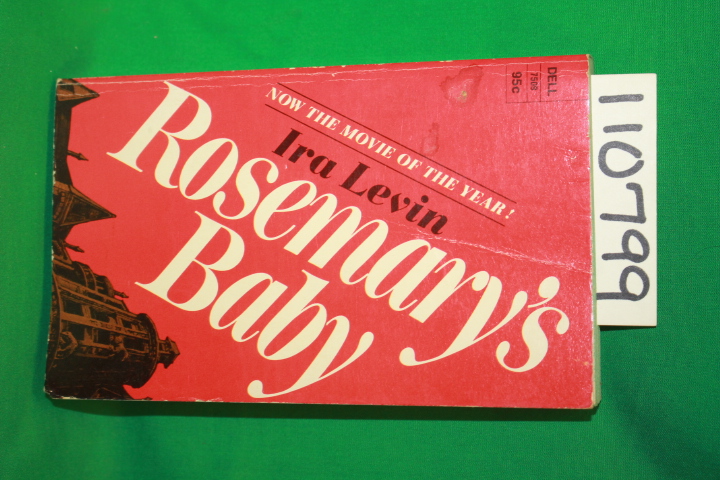 DELL
7509
95c
NOW THE MOVIE OF THE YEAR!
Ira Levin
Rosemary's
Baby
110799